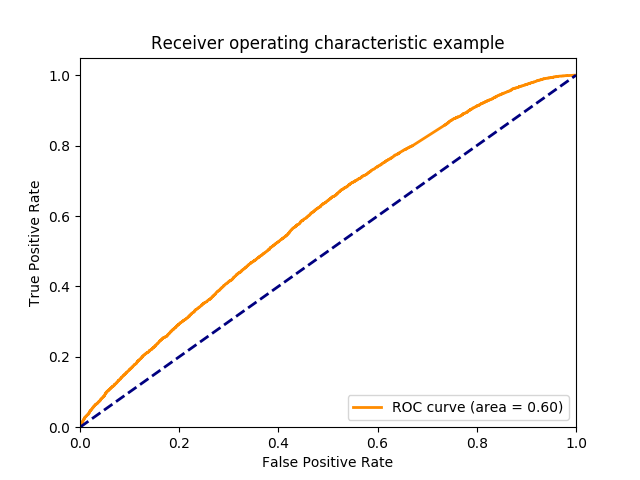 Receiver operating characteristic example
True Positive Rate
1.0
0.8
0.6
0.4
0.2
0.0
ROC curve (area = 0.60)
0.0 0.2 0.4 0.6 0.8 1.0
False Positive Rate